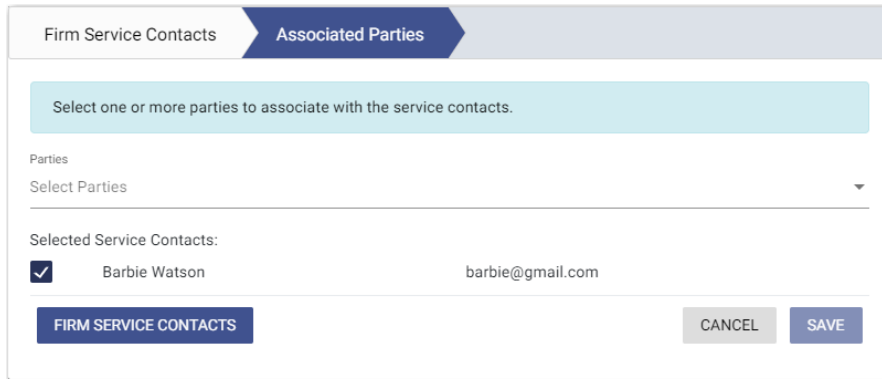 Firm Service Contacts
Associated Parties
Select one or more parties to associate with the service contacts.
Parties
Select Parties
Selected Service Contacts:
Barbie Watson barbie@gmail.com
FIRM SERVICE CONTACTS CANCEL SAVE